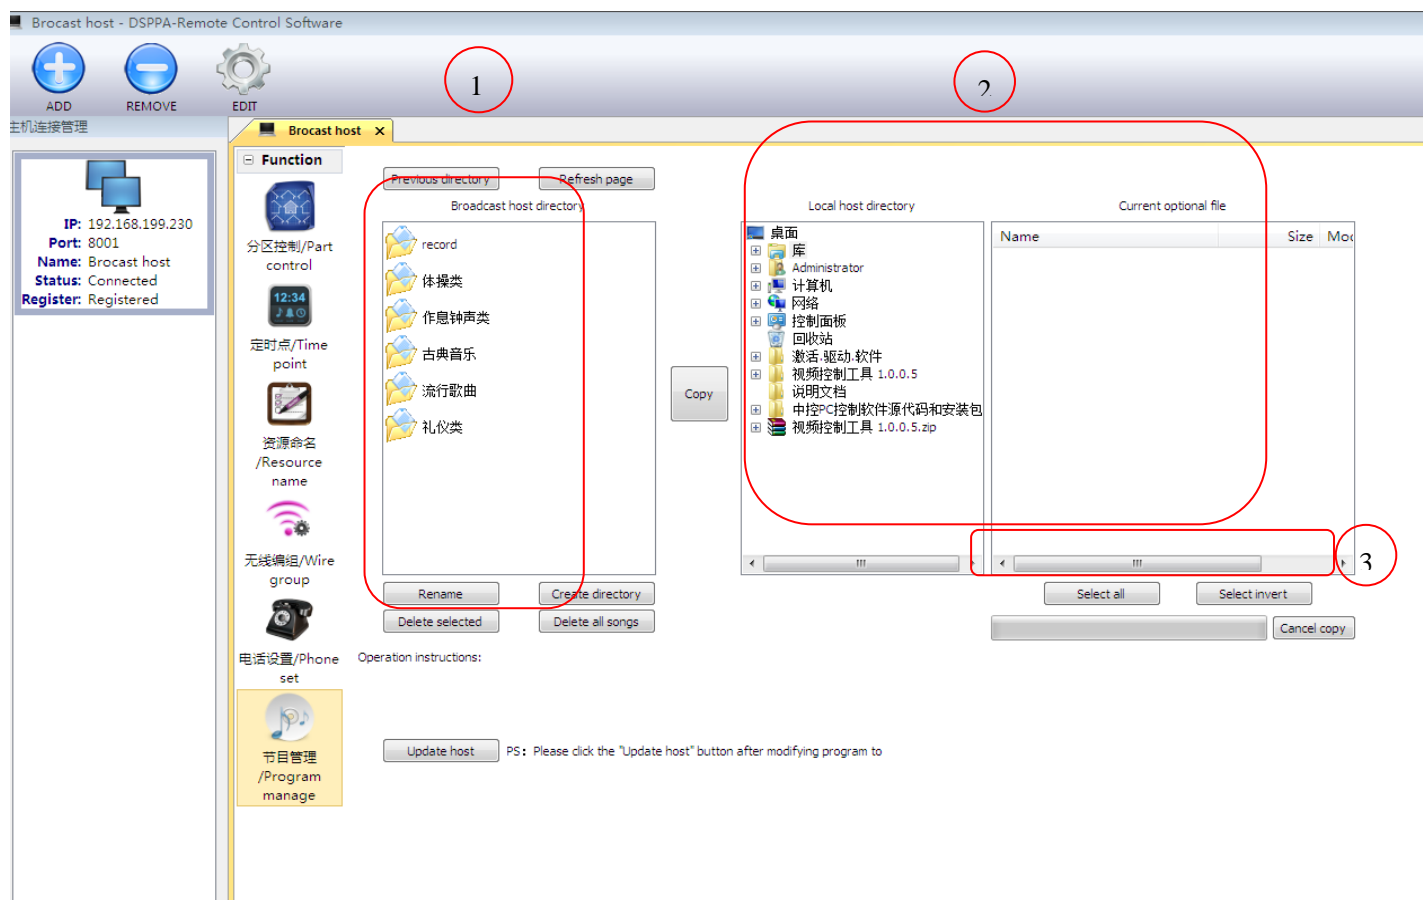 Brocast host - DSPPA-Remote Control Software
ADD
REMOVE
EDIT
1
2
主机连接管理
Brocast host
IP: 192.168.199.230
Port: 8001
Name: Brocast host
Status: Connected
Register: Registered
Function
分区控制/Part
control
12:34
定时点/Time
point
资源命名
/Resource
name
无线编组/Wire
group
电话设置/Phone
set
节目管理
/Program
manage
Previous directory
Refresh page
Broadcast host directory
record
体操类
作息钟声类
古典音乐
流行歌曲
礼仪类
Copy
Local host directory
桌面
库
Administrator
计算机
网络
控制面板
回收站
激活.驱动.软件
视频控制工具 1.0.0.5
说明文档
中控PC控制软件源代码和安装包
视频控制工具 1.0.0.5.zip
Current optional file
Name
Size
Mod
3
Rename
Create directory
Delete selected
Delete all songs
Select all
Select invert
Cancel copy
Operation instructions:
Update host
PS: Please click the "Update host" button after modifying program to